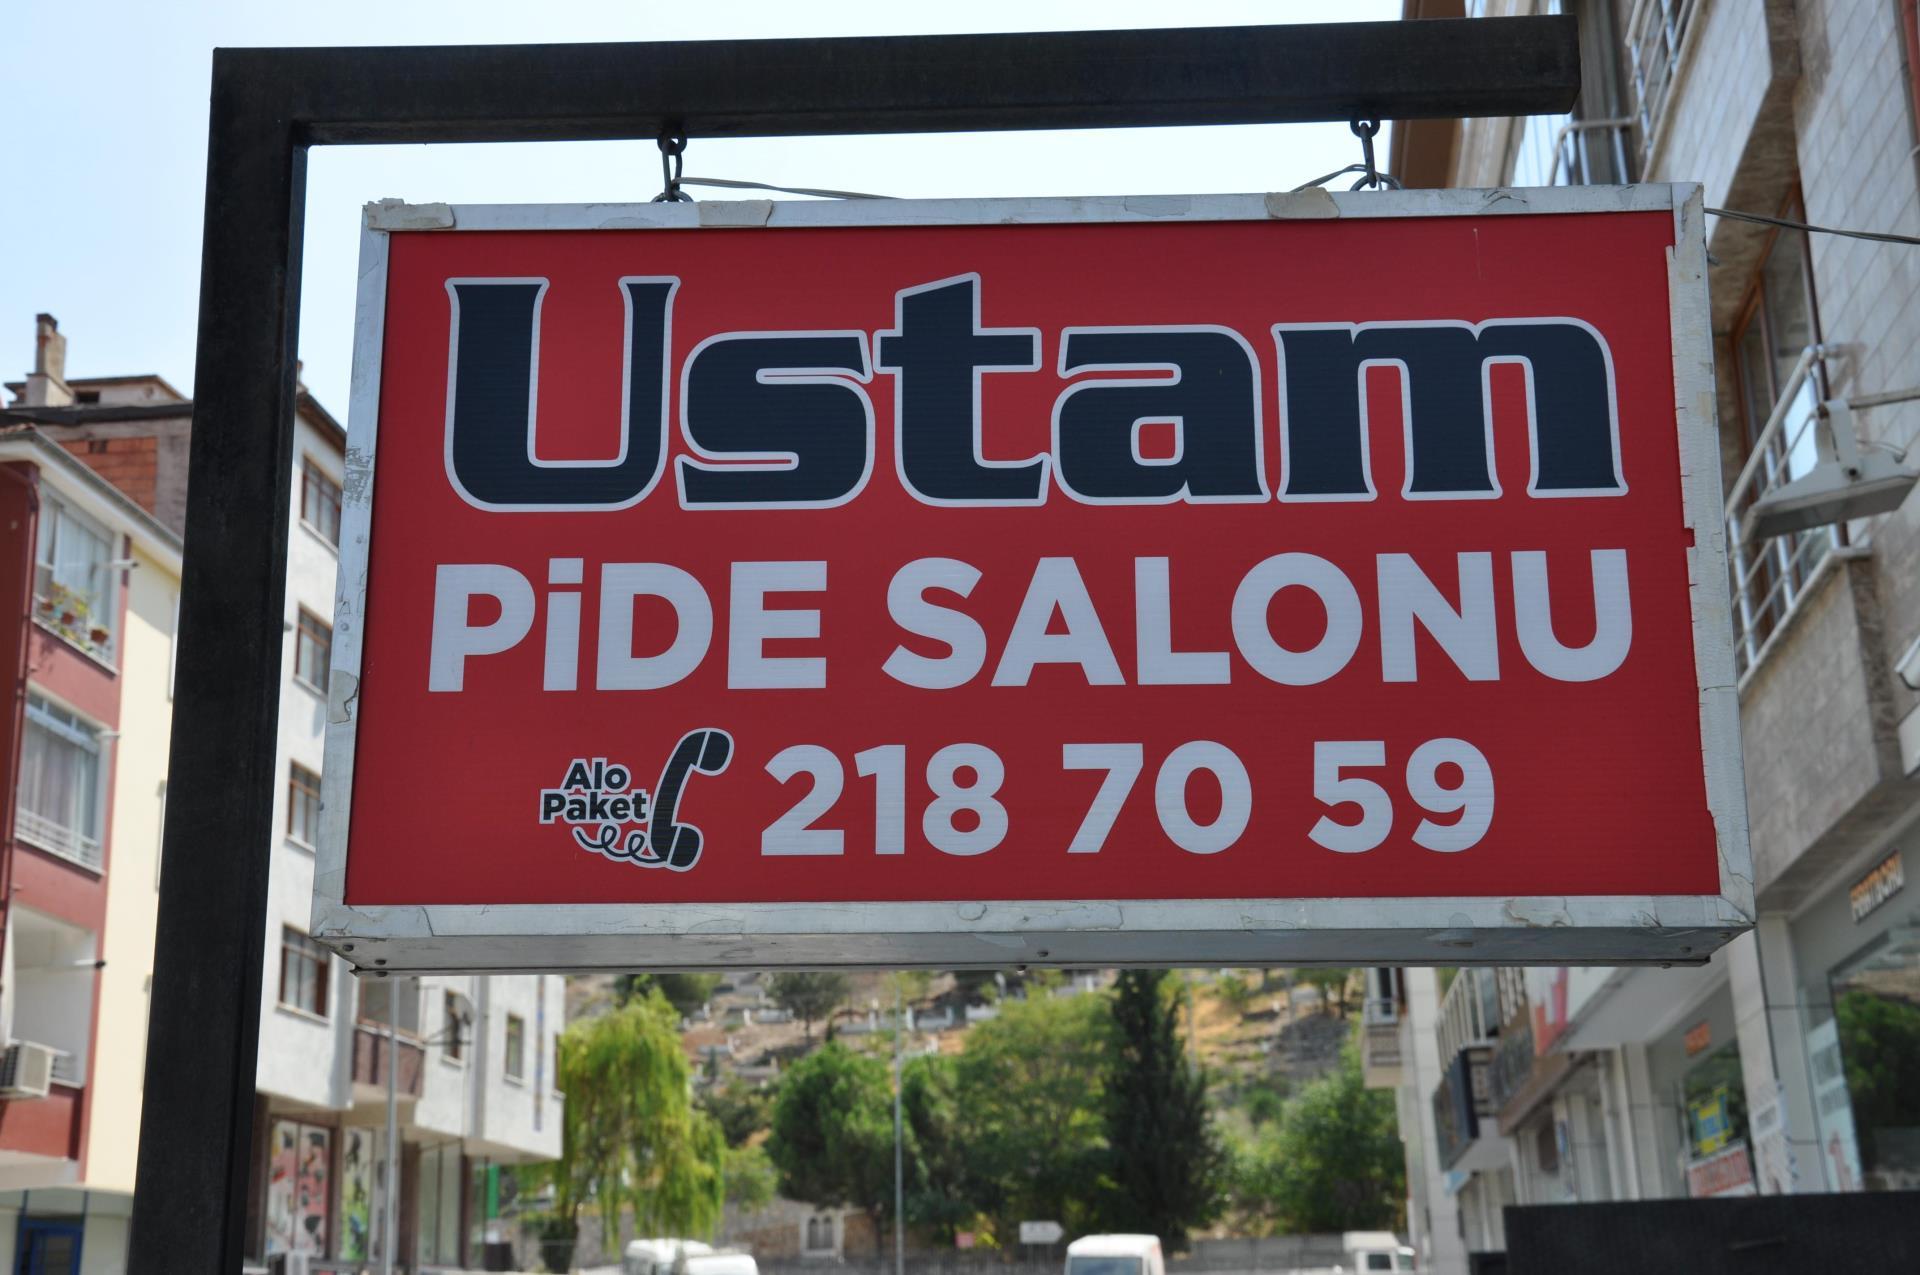 Ustam
PiDE SALONU
Alo
Paket
218 70 59